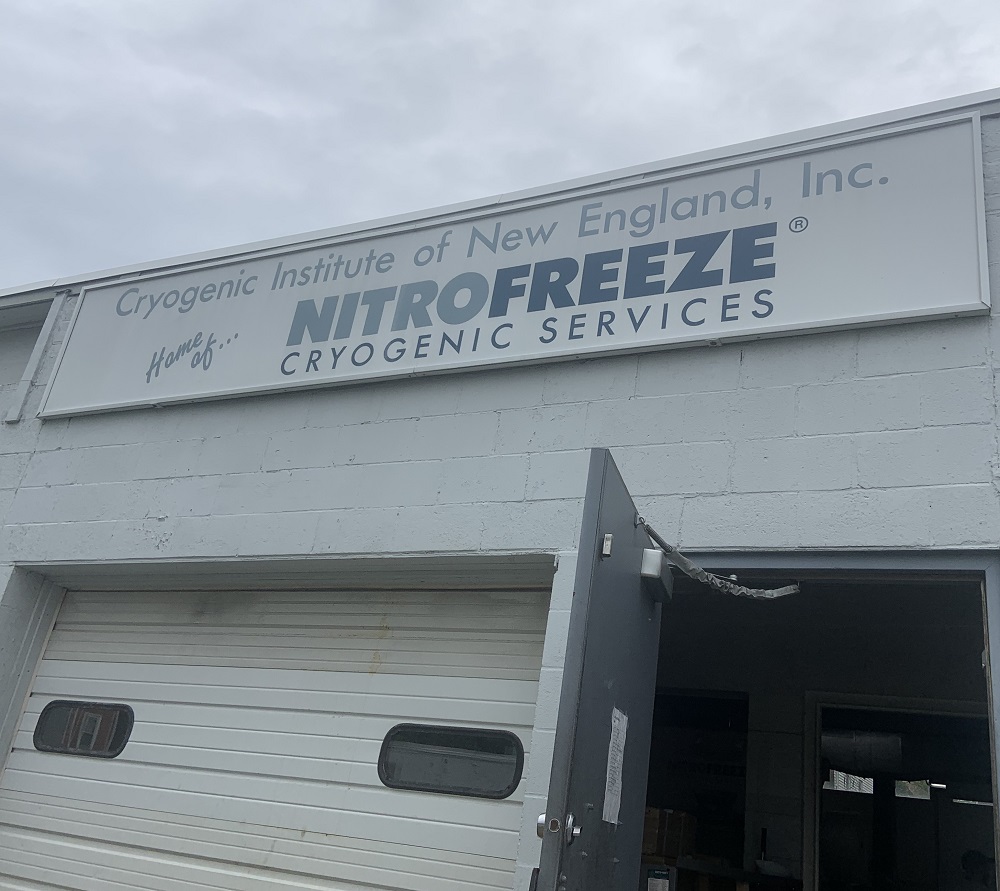 Cryogenic Institute of New England, Inc.
Home of...
NITROFREEZE®
CRYOGENIC SERVICES